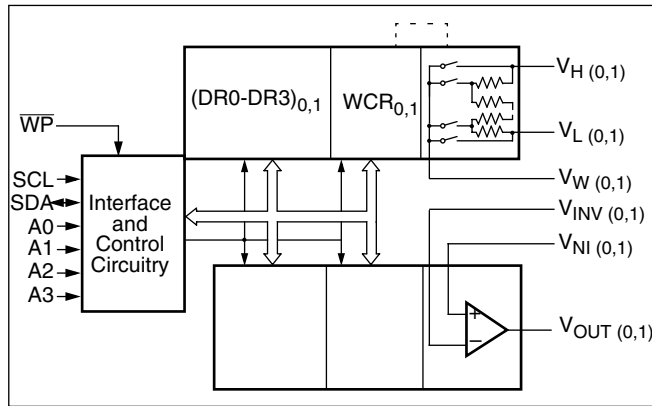 (DR0-DR3)0,1
WCR0,1
VH (0,1)
VL (0,1)
VW (0,1)
VINV (0,1)
VNI (0,1)
VOUT (0,1)
+
−
WP
SCL
SDA
A0
A1
A2
A3
Interface
and
Control
Circuitry